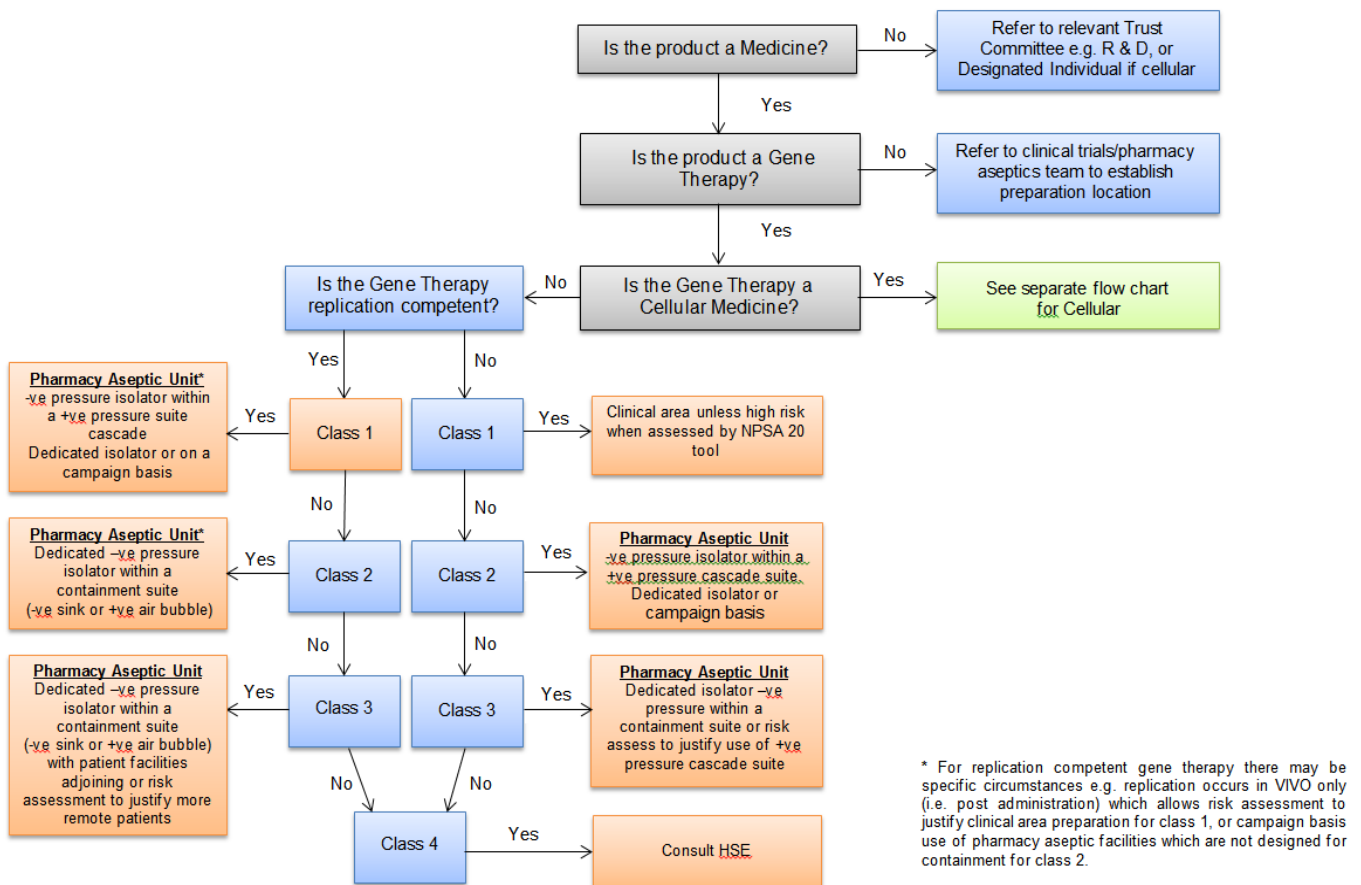 Is the product a Medicine?
No
Refer to relevant Trust
Committee e.g. R & D, or
Designated Individual if cellular
Yes
Is the product a Gene
Therapy?
No
Refer to clinical trials/pharmacy
aseptics team to establish
preparation location
Yes
Is the Gene Therapy
replication competent?
No
Is the Gene Therapy a
Cellular Medicine?
Yes
See separate flow chart
for Cellular
Yes
No
Pharmacy Aseptic Unit*
-ve pressure isolator within
a +ve pressure suite
cascade
Dedicated isolator or on a
campaign basis
Yes
Class 1
Class 1
Yes
Clinical area unless high risk
when assessed by NPSA 20
tool
No
No
Pharmacy Aseptic Unit*
Dedicated –ve pressure
isolator within a
containment suite
(-ve sink or +ve air bubble)
Yes
Class 2
Class 2
Yes
Pharmacy Aseptic Unit
-ve pressure isolator within a
+ve pressure cascade suite.
Dedicated isolator or
campaign basis
No
No
Pharmacy Aseptic Unit
Dedicated –ve pressure
isolator within a
containment suite
(-ve sink or +ve air bubble)
with patient facilities
adjoining or risk
assessment to justify more
remote patients
Yes
Class 3
Class 3
Yes
Pharmacy Aseptic Unit
Dedicated isolator –ve
pressure within a
containment suite or risk
assess to justify use of +ve
pressure cascade suite
No
No
Class 4
Yes
Consult HSE
* For replication competent gene therapy there may be
specific circumstances e.g. replication occurs in VIVO only
(i.e. post administration) which allows risk assessment to
justify clinical area preparation for class 1, or campaign basis
use of pharmacy aseptic facilities which are not designed for
containment for class 2.